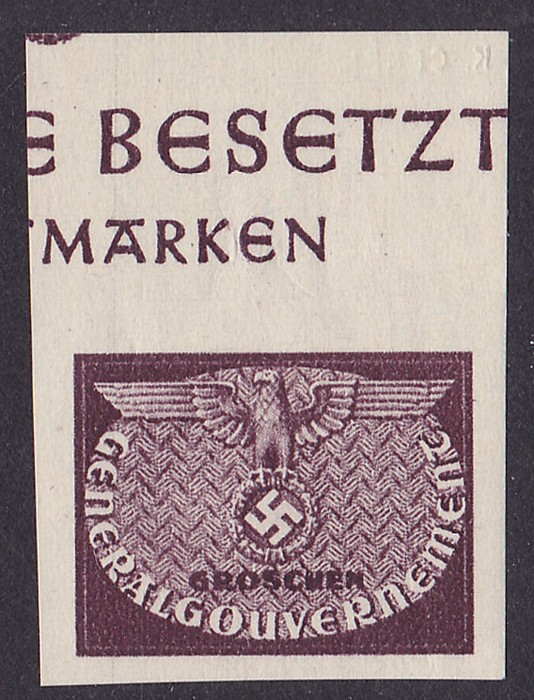 E BESETZT
TMARKEN
GROSCHEN
GENERALGOUVERNEMENT